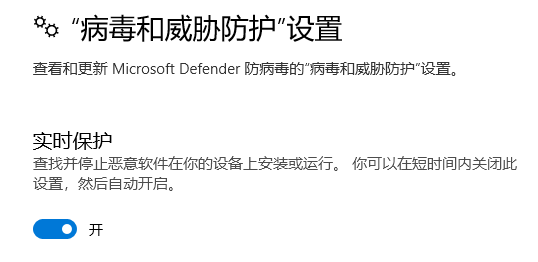 “病毒和威胁防护”设置
查看和更新 Microsoft Defender 防病毒的“病毒和威胁防护”设置。
实时保护
查找并停止恶意软件在你的设备上安装或运行。 你可以在短时间内关闭此
设置，然后自动开启。
开